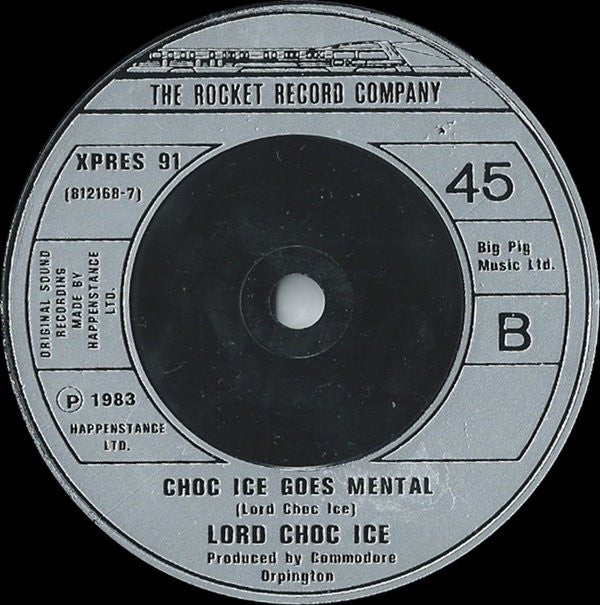 THE ROCKET RECORD COMPANY
XPRES 91
(812168-7)
45
Big Pig
Music Ltd.
ORIGINAL SOUND
RECORDING
MADE BY
HAPPENSTANCE
LTD.
B
P 1983
HAPPENSTANCE
LTD.
CHOC ICE GOES MENTAL
(Lord Choc Ice)
LORD CHOC ICE
Produced by Commodore
Orpington